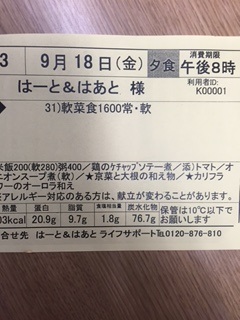 3 9月18日(金) 夕食 消費期限 午後8時
はーと&はあと 様 利用者ID: K00001
31)軟菜食1600常・軟
米飯200(軟280)粥400／鶏のケチャップソテー煮／添)トマト／オ
ニオンスープ煮(軟)／★京菜と大根の和え物／★カリフラ
ワーのオーロラ和え
アレルギー対応のある方は、献立が変わることがあります。
たんぱく質 脂質 食塩相当量 炭水化物 保管は10℃以下で
03kcal 20.9g 9.7g 1.8g 76.7g お願いします
合せ先 はーと&はあと ライフサポート℡0120-876-810